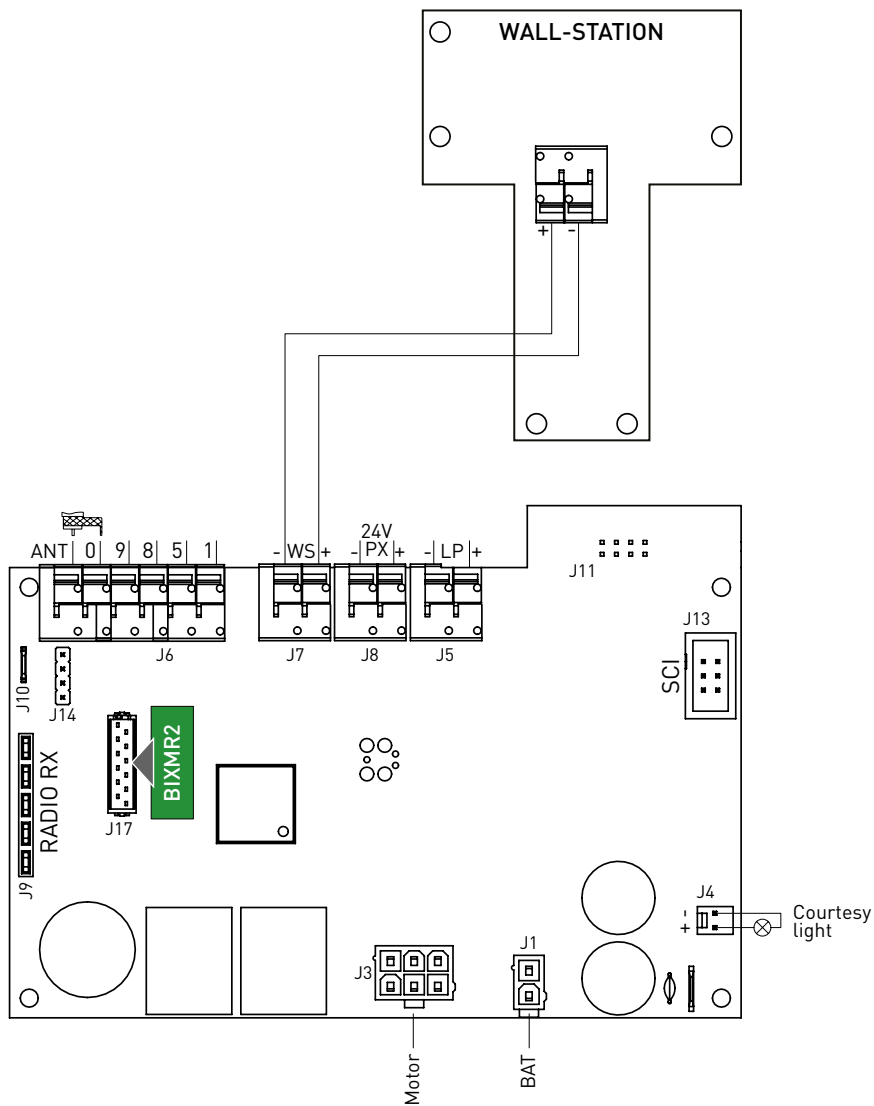 WALL-STATION
+ -
24V
ANT 0 9 8 5 1
- WS +
- PX +
- LP +
J11
J6
J7
J8
J5
J13
SCI
J10
J14
BIXMR2
RADIO RX
J17
J9
J4
-
+
Courtesy
light
J3
J1
Motor
BAT